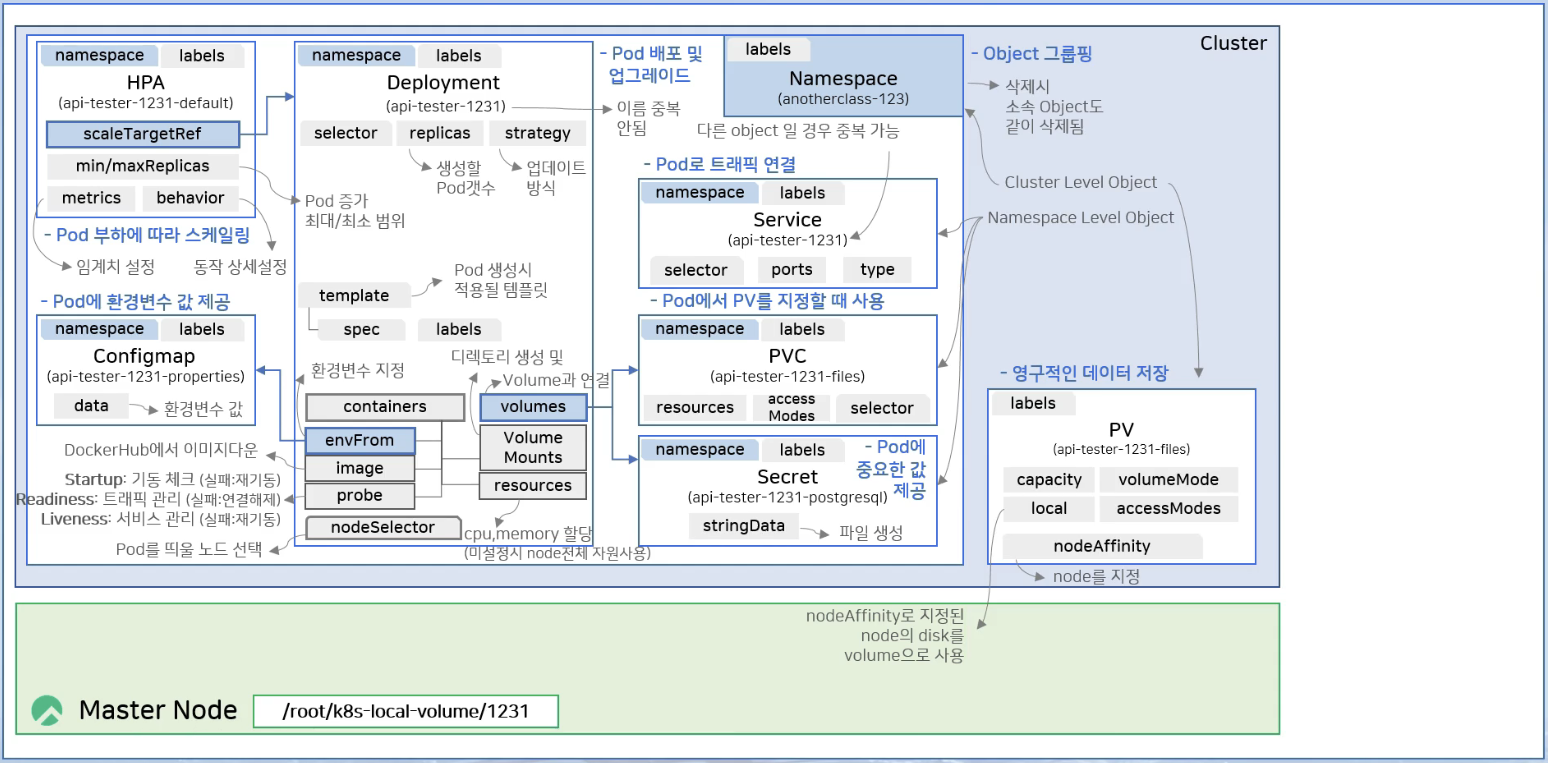 Cluster
namespace labels
HPA
(api-tester-1231-default)
scaleTargetRef
min/maxReplicas
metrics behavior
- Pod 부하에 따라 스케일링
임계치 설정
동작 상세설정
Pod 증가
최대/최소 범위
namespace labels
Deployment
(api-tester-1231)
selector replicas strategy
생성할
Pod갯수
업데이트
방식
- Pod 배포 및
업그레이드
이름 중복
안됨
labels
Namespace
(anotherclass-123)
- Object 그룹핑
삭제시
소속 Object도
같이 삭제됨
다른 object 일 경우 중복 가능
- Pod로 트래픽 연결
namespace labels
Service
(api-tester-1231)
selector ports type
Cluster Level Object
Namespace Level Object
template
Pod 생성시
적용될 템플릿
spec labels
- Pod에 환경변수 값 제공
namespace labels
Configmap
(api-tester-1231-properties)
data
환경변수 값
환경변수 지정
디렉토리 생성 및
Volume과 연결
containers
volumes
envFrom
image
probe
Volume
Mounts
resources
nodeSelector
DockerHub에서 이미지다운
Startup: 기동 체크 (실패:재기동)
Readiness: 트래픽 관리 (실패:연결해제)
Liveness: 서비스 관리 (실패:재기동)
Pod를 띄울 노드 선택
cpu,memory 할당
(미설정시 node전체 자원사용)
- Pod에서 PV를 지정할 때 사용
namespace labels
PVC
(api-tester-1231-files)
resources
access
Modes
selector
namespace labels
- Pod에
중요한 값
제공
Secret
(api-tester-1231-postgresql)
stringData
파일 생성
- 영구적인 데이터 저장
labels
PV
(api-tester-1231-files)
capacity volumeMode
local accessModes
nodeAffinity
node를 지정
nodeAffinity로 지정된
node의 disk를
volume으로 사용
Master Node
/root/k8s-local-volume/1231